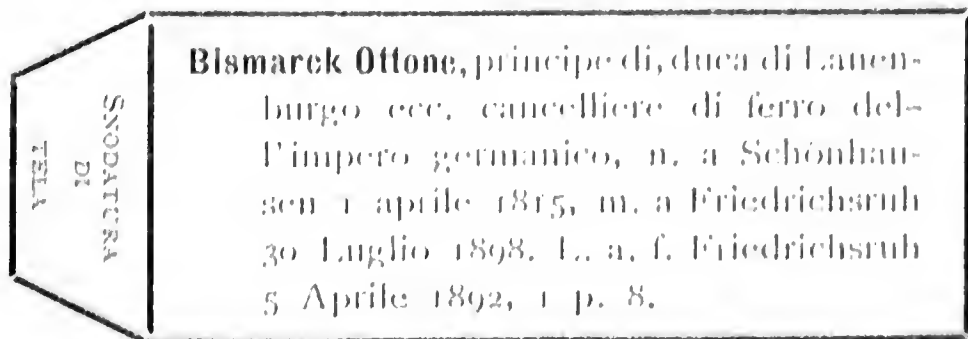 SNODATURA
DI
TELA
Bismarck Ottone, principe di, duca di Lauen-
burgo ecc. cancelliere di ferro del-
l'impero germanico, n. a Schönhau-
sen 1 aprile 1815, m. a Friedrichsruh
30 Luglio 1898. L. a. f. Friedrichsruh
5 Aprile 1892, 1 p. 8.